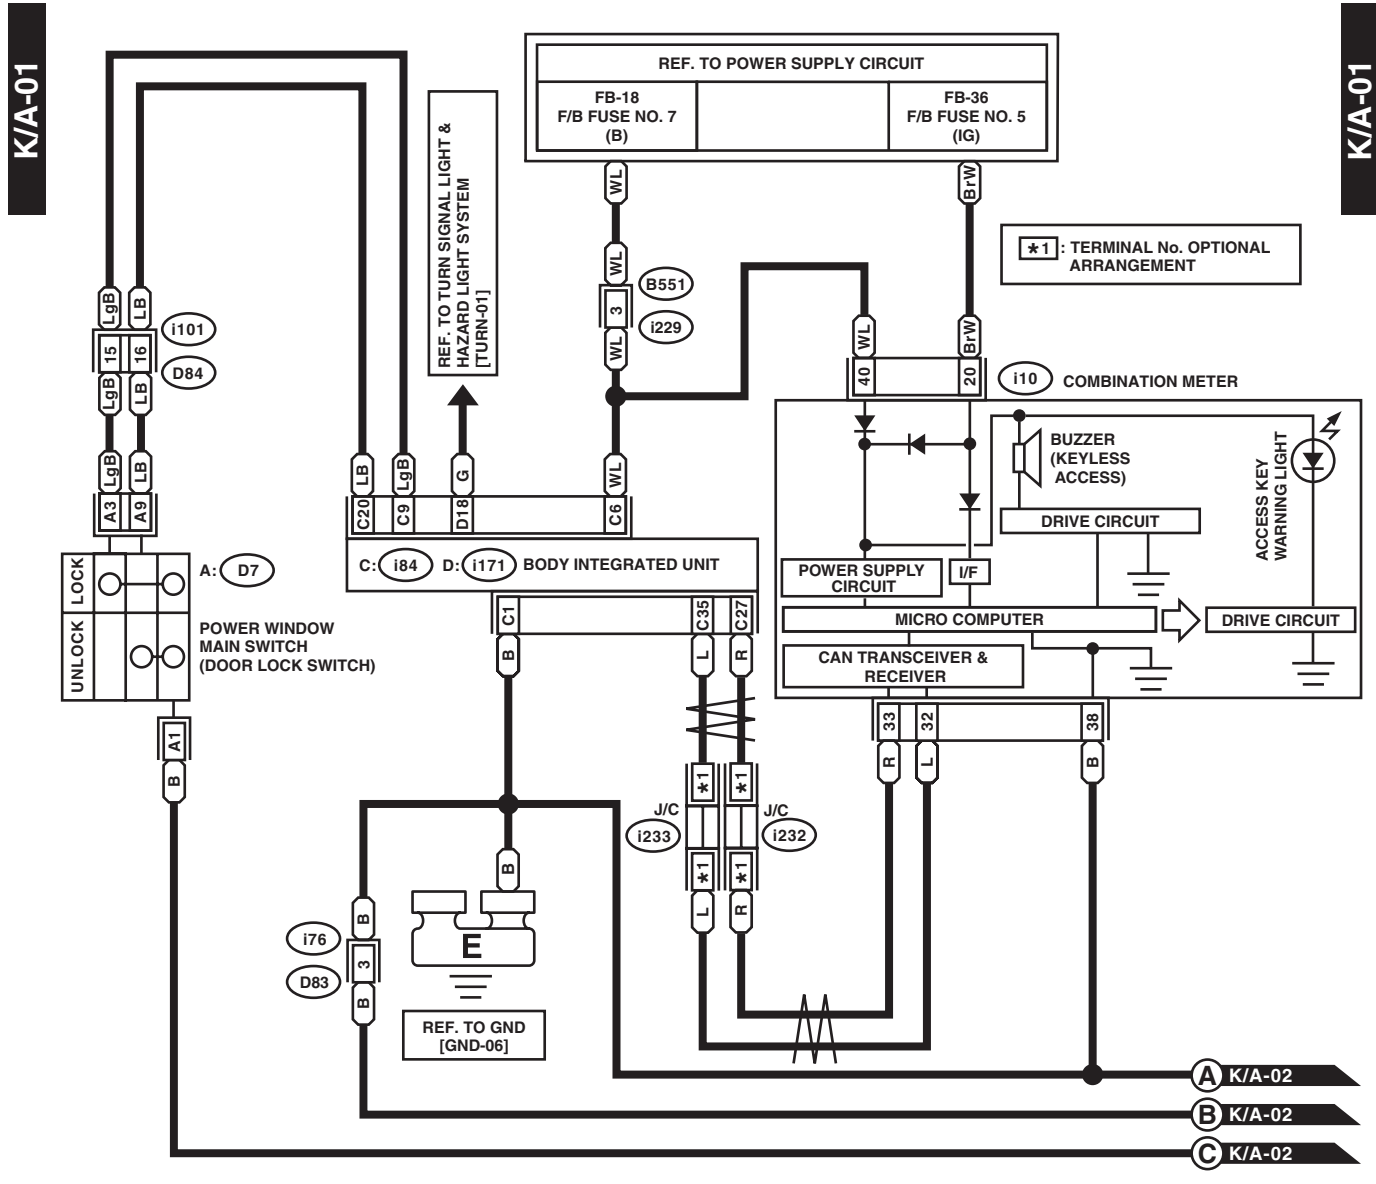 K/A-01
K/A-01
REF. TO POWER SUPPLY CIRCUIT
FB-18
F/B FUSE NO. 7
(B)
FB-36
F/B FUSE NO. 5
(IG)
WL
BrW
REF. TO TURN SIGNAL LIGHT &
HAZARD LIGHT SYSTEM
[TURN-01]
*1: TERMINAL No. OPTIONAL
ARRANGEMENT
WL
B551
3
i229
WL
LgB
LB
i101
15
16
D84
LgB
LB
WL
BrW
40
20
i10
COMBINATION METER
LgB
LB
A3
A9
LB
LgB
G
WL
C20
C9
D18
C6
BUZZER
(KEYLESS
ACCESS)
ACCESS KEY
WARNING LIGHT
DRIVE CIRCUIT
LOCK
A: D7
C: i84 D: i171 BODY INTEGRATED UNIT
POWER SUPPLY
CIRCUIT
I/F
UNLOCK
POWER WINDOW
MAIN SWITCH
(DOOR LOCK SWITCH)
C1
C35
C27
MICRO COMPUTER
DRIVE CIRCUIT
B
L
R
CAN TRANSCEIVER &
RECEIVER
A1
B
33
32
38
R
L
B
*1
*1
J/C
J/C
i233
i232
*1
*1
B
L
R
B
i76
3
D83
B
E
REF. TO GND
[GND-06]
A K/A-02
B K/A-02
C K/A-02